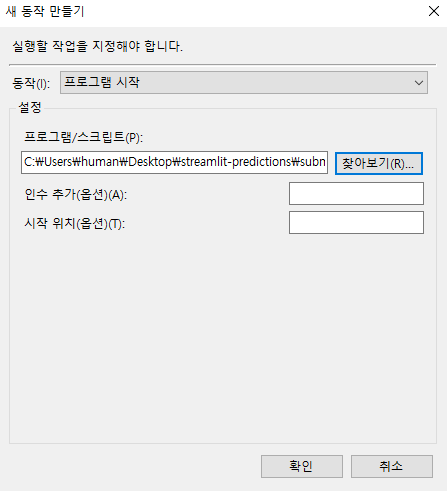 새 동작 만들기
실행할 작업을 지정해야 합니다.
동작(I): 프로그램 시작
설정
프로그램/스크립트(P):
C:₩Users₩human₩Desktop₩streamlit-predictions₩subn 찾아보기(R)...
인수 추가(옵션)(A):
시작 위치(옵션)(T):
확인 취소